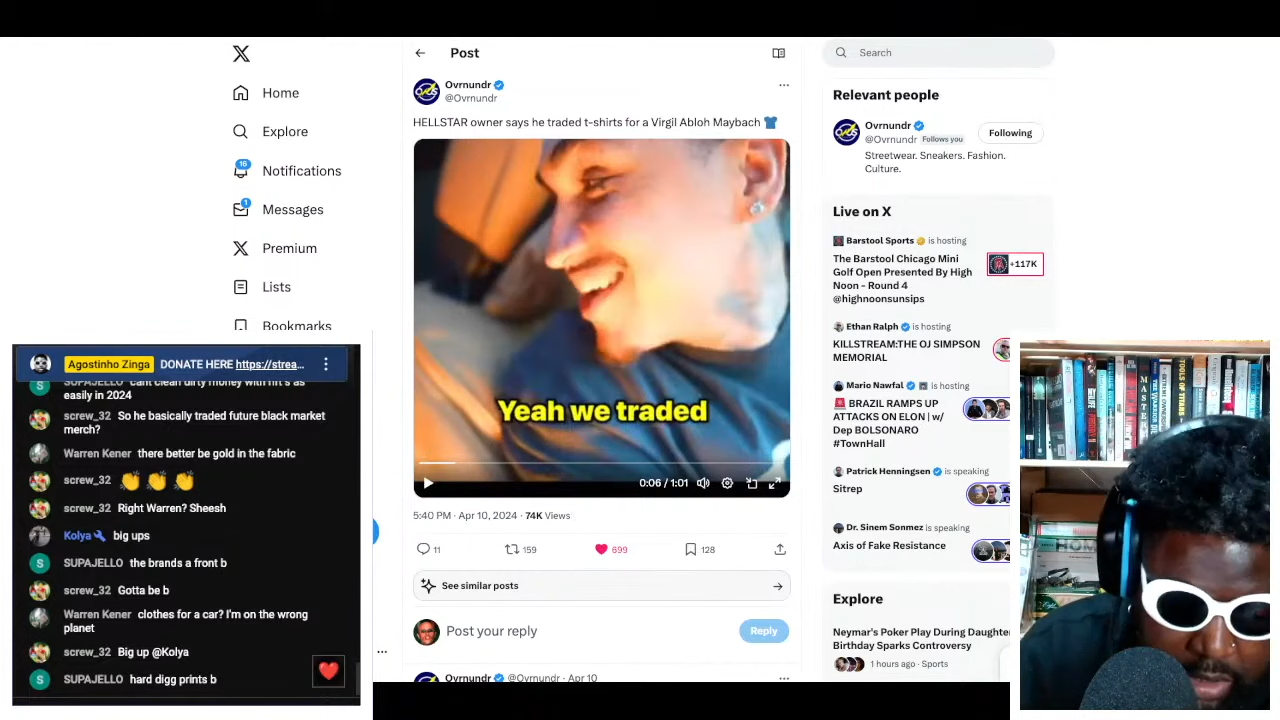 Home
Explore
16
Notifications
1
Messages
Premium
Lists
Bookmarks
Post
Ovrnundr
@Ovrnundr
HELLSTAR owner says he traded t-shirts for a Virgil Abloh Maybach
Yeah we traded
0:06 / 1:01
5:40 PM · Apr 10, 2024 · 74K Views
11
159
699
128
See similar posts
Post your reply
Reply
Ovrnundr @Ovrnundr · Apr 10
Search
Relevant people
Ovrnundr
@Ovrnundr Follows you
Following
Streetwear. Sneakers. Fashion.
Culture.
Live on X
Barstool Sports is hosting
The Barstool Chicago Mini
Golf Open Presented By High
Noon - Round 4
@highnoonsunsips
+117K
Ethan Ralph is hosting
KILLSTREAM:THE OJ SIMPSON
MEMORIAL
Mario Nawfal is hosting
BRAZIL RAMPS UP
ATTACKS ON ELON | w/
Dep BOLSONARO
#TownHall
Patrick Henningsen is speaking
Sitrep
Dr. Sinem Sonmez is speaking
Axis of Fake Resistance
Explore
Neymar's Poker Play During Daughter
Birthday Sparks Controversy
1 hours ago · Sports
Agostinho Zinga DONATE HERE https://strea...
SUPAJELLO cant clean dirty money with nft's as
easily in 2024
screw_32 So he basically traded future black market
merch?
Warren Kener there better be gold in the fabric
screw_32 👏👏👏
screw_32 Right Warren? Sheesh
Kolya big ups
SUPAJELLO the brands a front b
screw_32 Gotta be b
Warren Kener clothes for a car? I'm on the wrong
planet
screw_32 Big up @Kolya
SUPAJELLO hard digg prints b
TOOLS OF TITANS